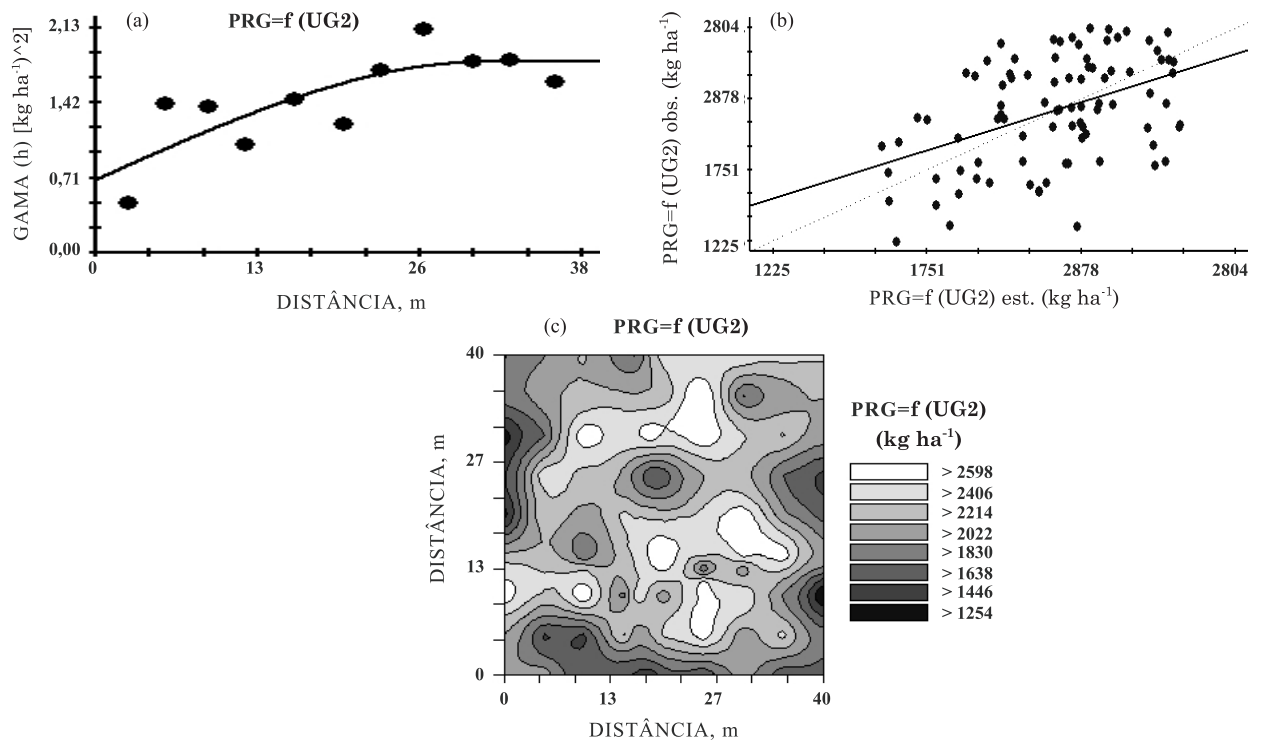 (a) PRG=f (UG2)
GAMA (h) [kg ha-1)^2]
2,13
1,42
0,71
0,00
0 13 26 38
DISTÂNCIA, m
(b)
PRG=f (UG2) obs. (kg ha-1)
2804
2878
1751
1225
1225 1751 2878 2804
PRG=f (UG2) est. (kg ha-1)
(c) PRG=f (UG2)
DISTÂNCIA, m
40
27
13
0
0 13 27 40
DISTÂNCIA, m
PRG=f (UG2)
(kg ha-1)
> 2598
> 2406
> 2214
> 2022
> 1830
> 1638
> 1446
> 1254